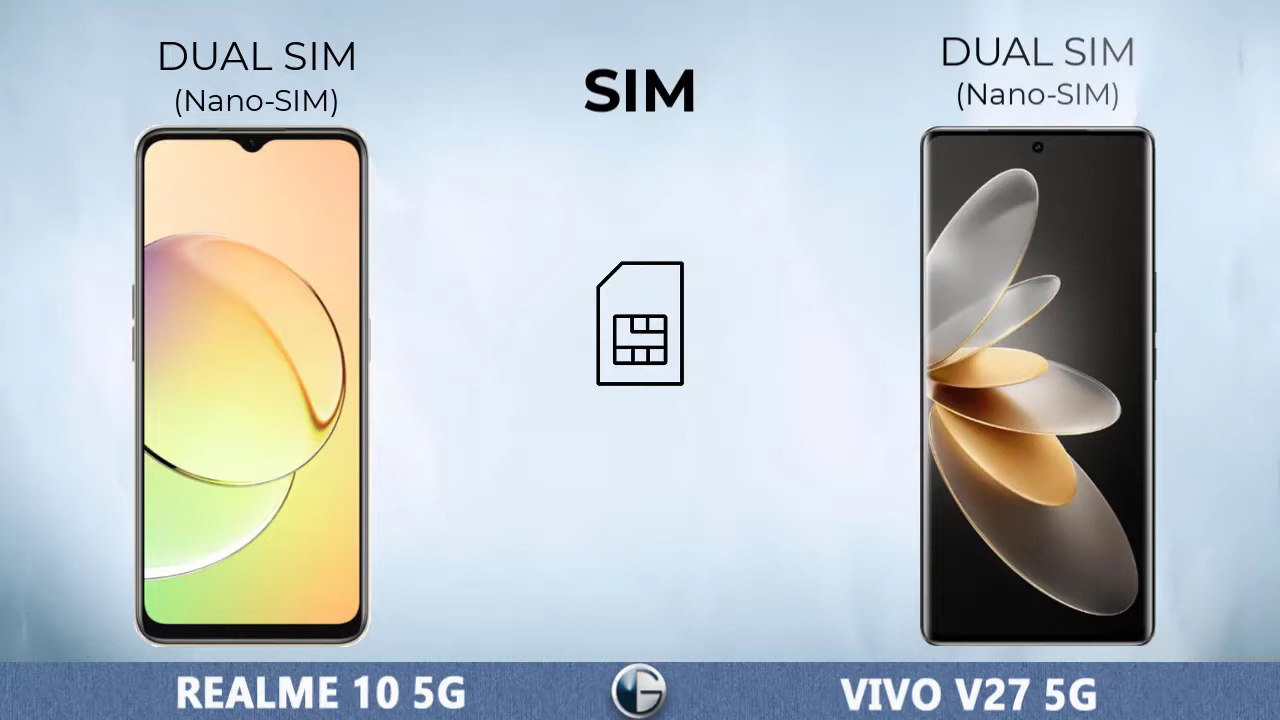 DUAL SIM
(Nano-SIM)
SIM
DUAL SIM
(Nano-SIM)
REALME 10 5G
G
VIVO V27 5G